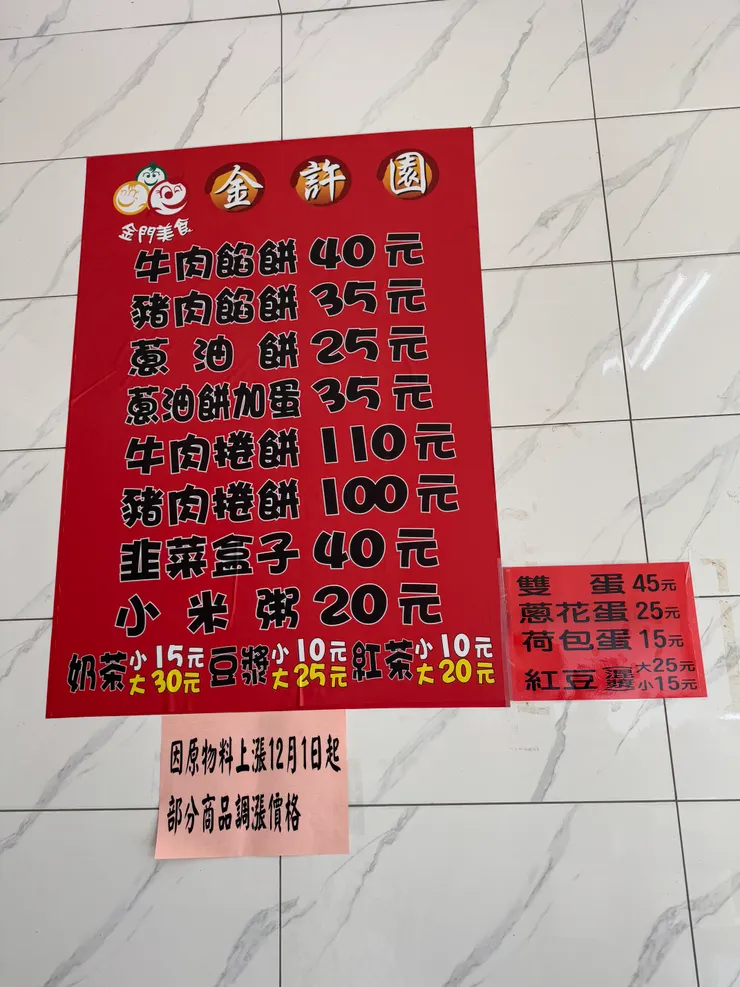 金許園
金門美食
牛肉餡餅40元
豬肉餡餅35元
蔥油餅25元
蔥油餅加蛋35元
牛肉捲餅110元
豬肉捲餅100元
韭菜盒子40元
小米粥20元
奶茶小15元大30元 豆漿小10元大25元 紅茶小10元大20元
雙蛋45元
蔥花蛋25元
荷包蛋15元
紅豆湯大25元小15元
因原物料上漲12月1日起
部分商品調漲價格